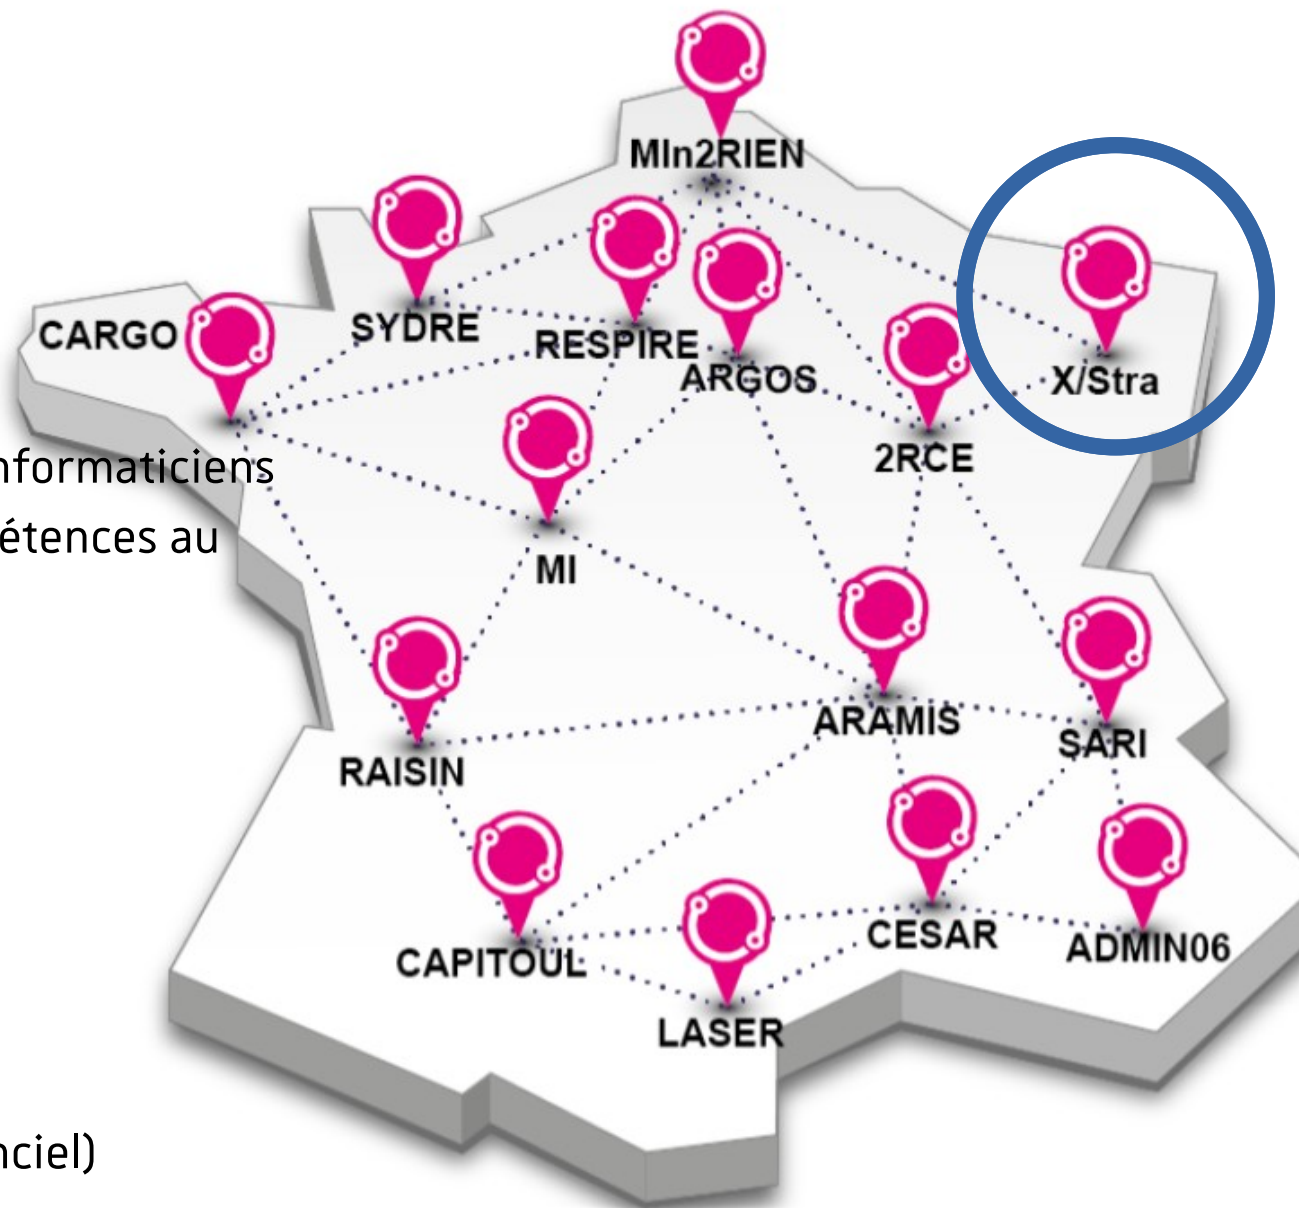 MIn2RIEN
SYDRE
CARGO
RESPIRE
ARGOS
X/Stra
2RCE
nformaticiens
étences au
MI
ARAMIS
SARI
RAISIN
CESAR
ADMIN06
CAPITOUL
LASER
nciel)